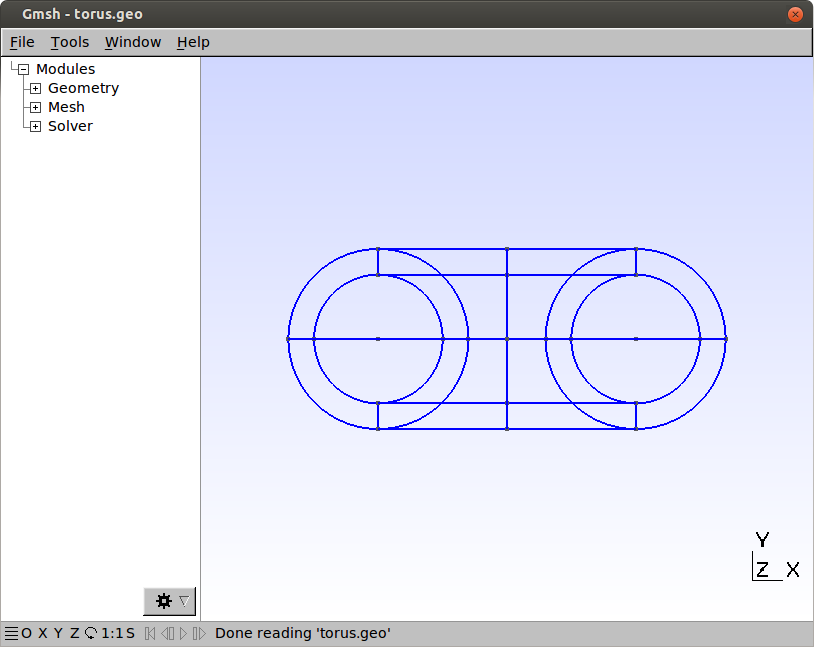 Gmsh - torus.geo
File Tools Window Help
Modules
Geometry
Mesh
Solver
Y
Z X
O X Y Z 1:1 S Done reading 'torus.geo'